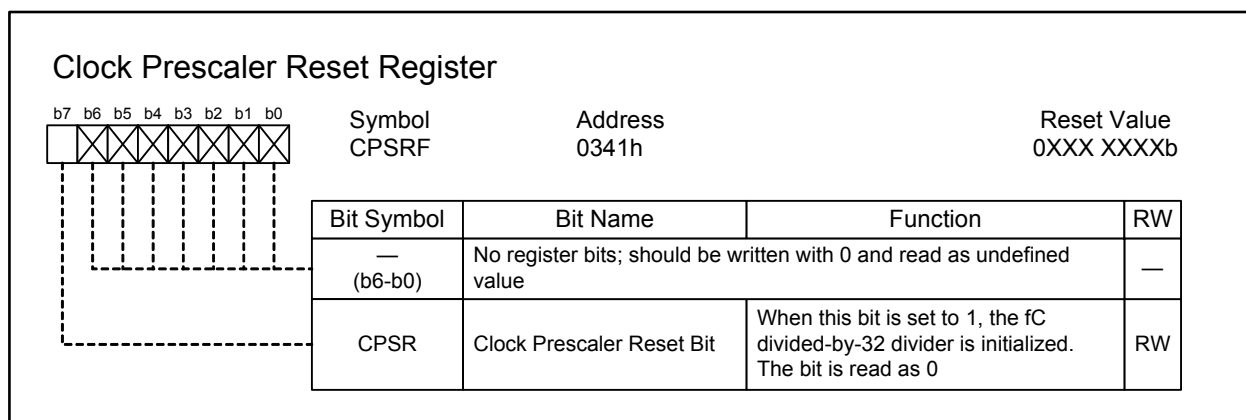 Clock Prescaler Reset Register
b7 b6 b5 b4 b3 b2 b1 b0
Symbol Address Reset Value
CPSRF 0341h 0XXX XXXXb
Bit Symbol Bit Name Function RW
—
(b6-b0)
No register bits; should be written with 0 and read as undefined
value
—
CPSR
Clock Prescaler Reset Bit
When this bit is set to 1, the fC
divided-by-32 divider is initialized.
The bit is read as 0
RW